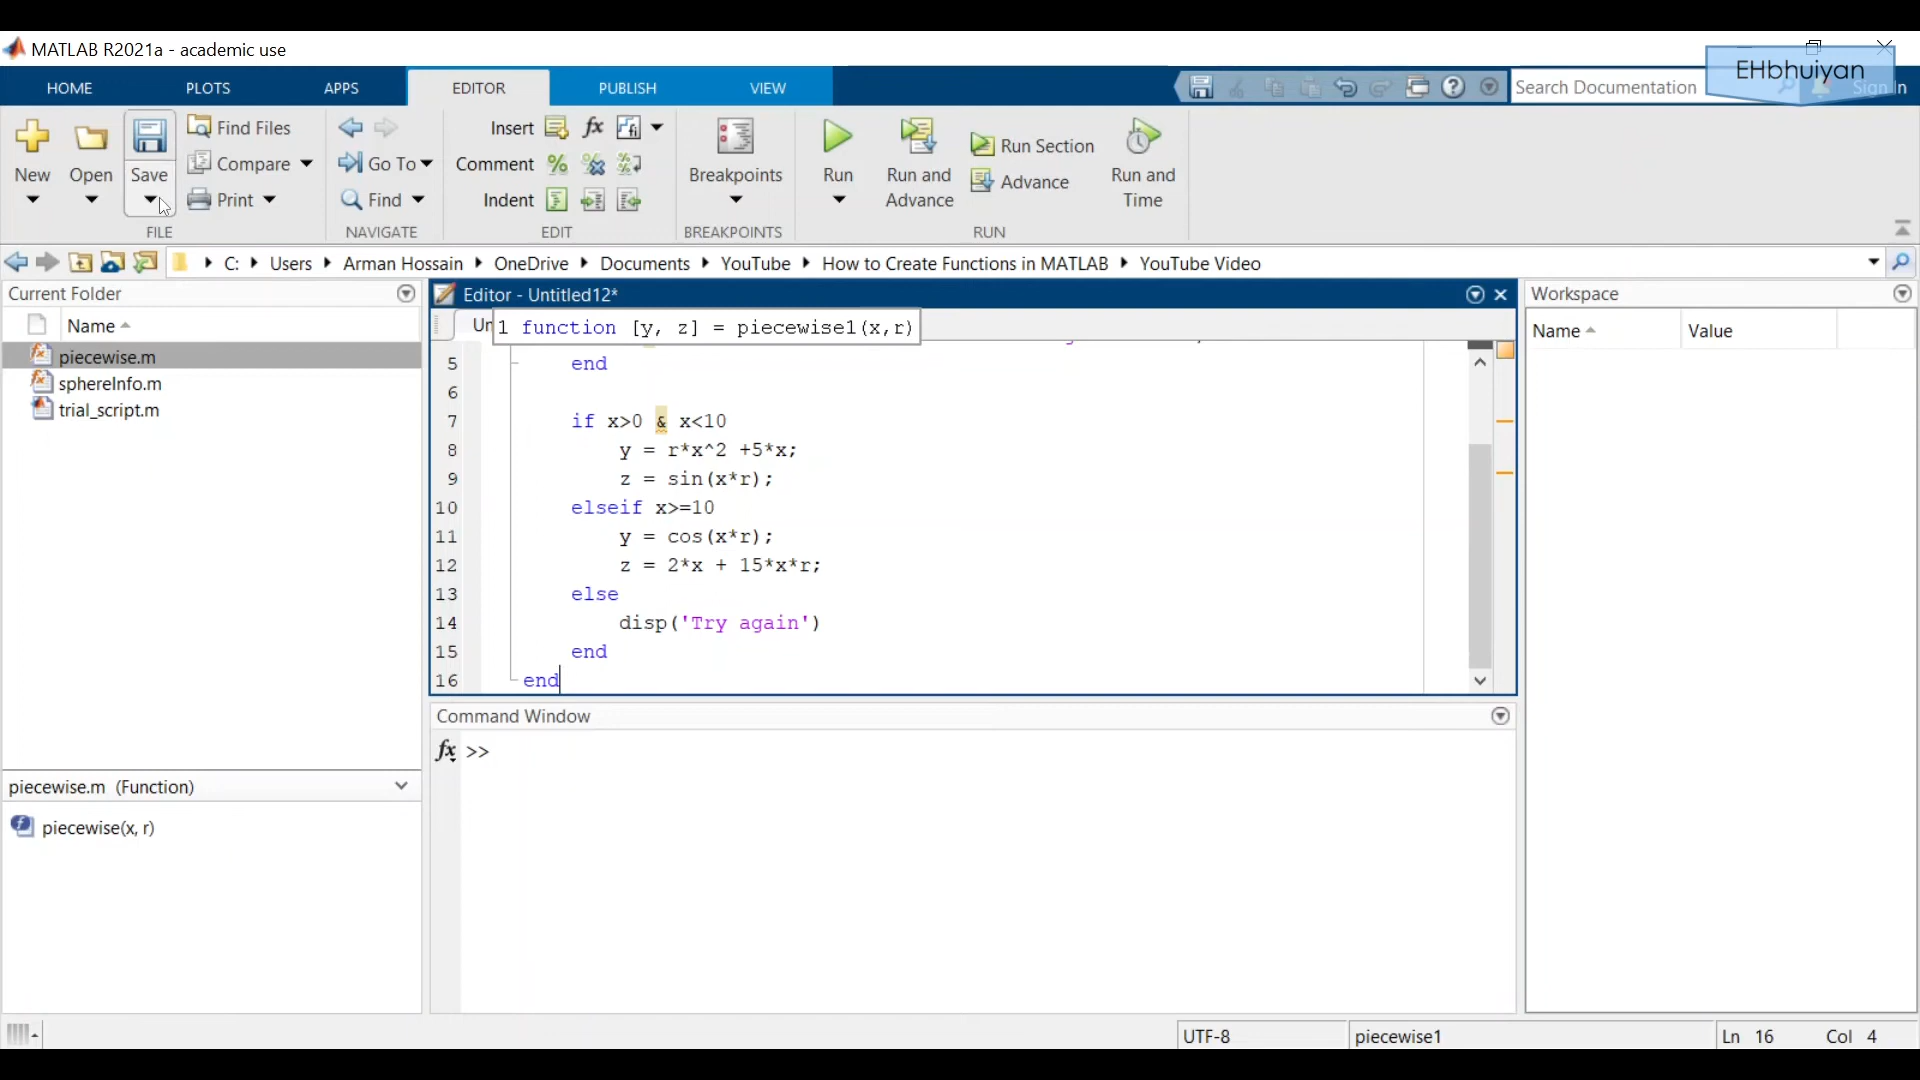 MATLAB R2021a - academic use
EHbhuiyan
HOME PLOTS APPS EDITOR PUBLISH VIEW
Search Documentation
New Open Save
Find Files
Compare
Print
FILE
Go To
Find
NAVIGATE
Insert
Comment
Indent
EDIT
Breakpoints
BREAKPOINTS
Run
Run and Advance
Run Section
Advance
Run and Time
RUN
C: Users Arman Hossain OneDrive Documents YouTube How to Create Functions in MATLAB YouTube Video
Current Folder
Name
piecewise.m
sphereInfo.m
trial_script.m
piecewise.m (Function)
piecewise(x, r)
Editor - Untitled12*
Un
1 function [y, z] = piecewise1(x,r)
5 end
6
7 if x>0 & x<10
8 y = r*x^2 +5*x;
9 z = sin(x*r);
10 elseif x>=10
11 y = cos(x*r);
12 z = 2*x + 15*x*r;
13 else
14 disp('Try again')
15 end
16 end
Command Window
fx >>
Workspace
Name Value
UTF-8 piecewise1 Ln 16 Col 4